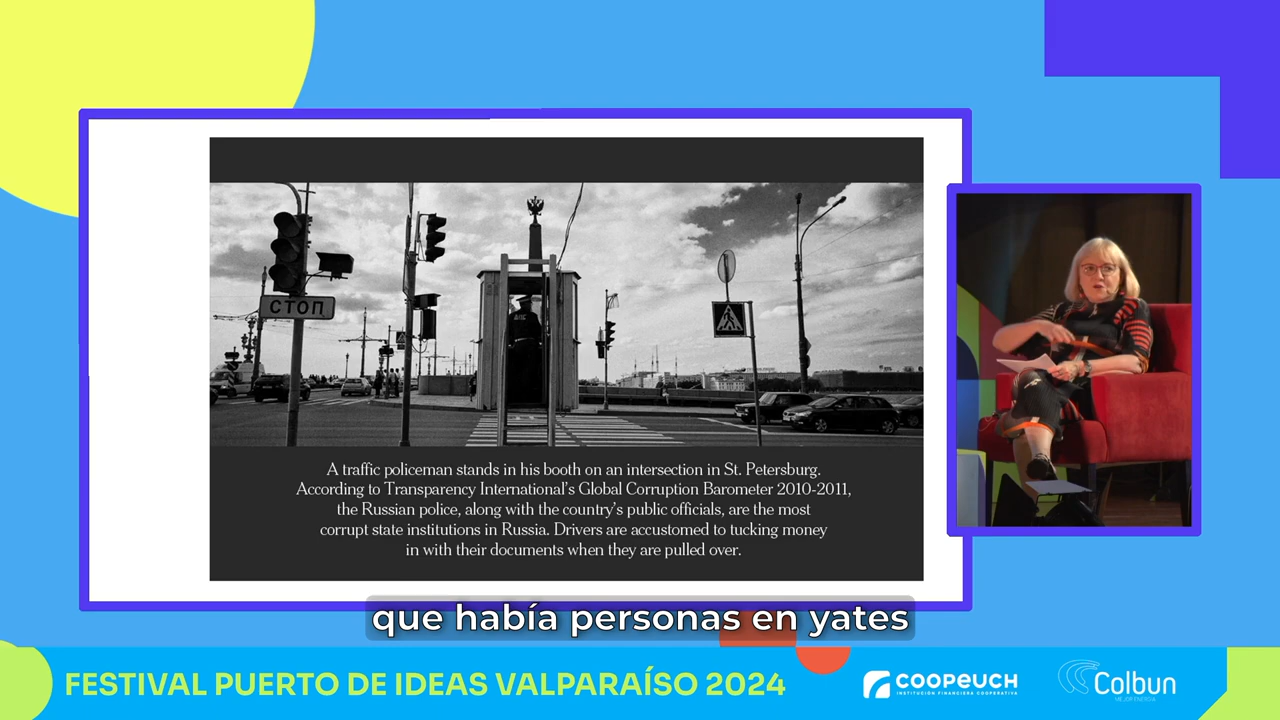 СТОП
ДПС
A traffic policeman stands in his booth on an intersection in St. Petersburg.
According to Transparency International's Global Corruption Barometer 2010-2011,
the Russian police, along with the country's public officials, are the most
corrupt state institutions in Russia. Drivers are accustomed to tucking money
in with their documents when they are pulled over.
que había personas en yates
FESTIVAL PUERTO DE IDEAS VALPARAÍSO 2024
COOPEUCH
INSTITUCIÓN FINANCIERA COOPERATIVA
Colbun
MEJOR ENERGÍA